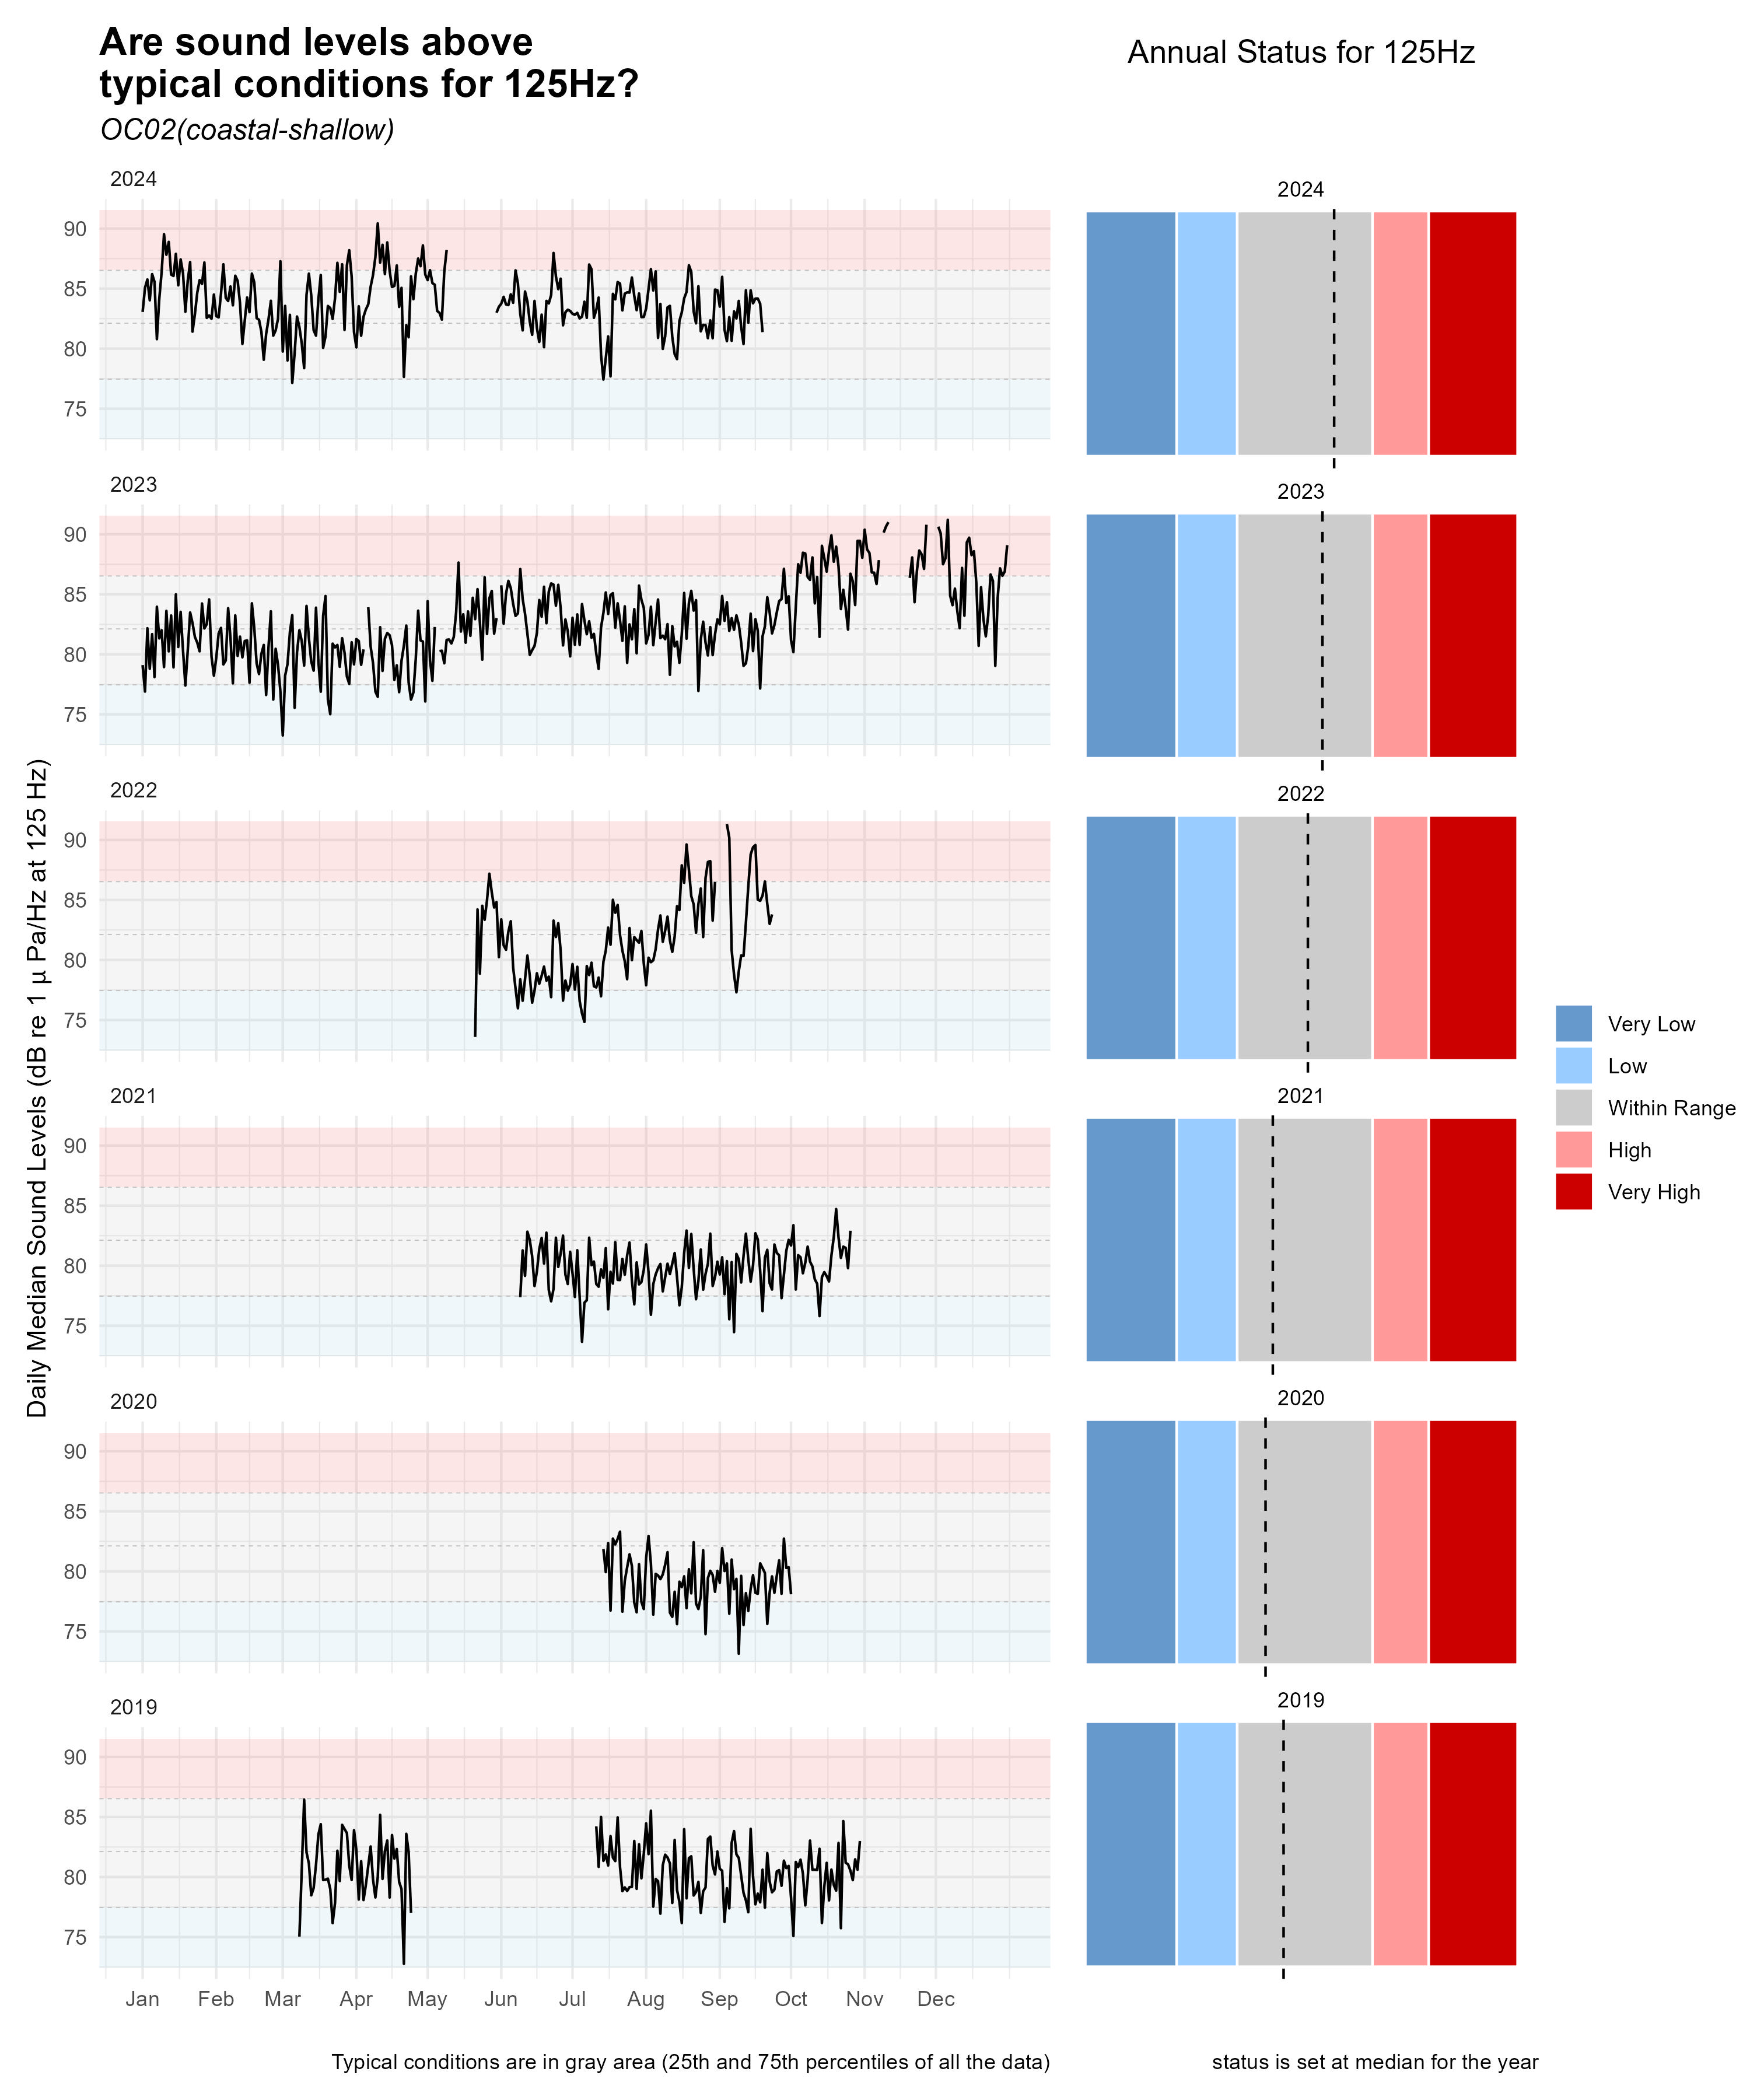 Are sound levels above
typical conditions for 125Hz?
OC02(coastal-shallow)
Annual Status for 125Hz
Daily Median Sound Levels (dB re 1 µ Pa/Hz at 125 Hz)
2024
90
85
80
75
2023
90
85
80
75
2022
90
85
80
75
2021
90
85
80
75
2020
90
85
80
75
2019
90
85
80
75
Jan Feb Mar Apr May Jun Jul Aug Sep Oct Nov Dec
Typical conditions are in gray area (25th and 75th percentiles of all the data)
2024
2023
2022
2021
2020
2019
status is set at median for the year
Very Low
Low
Within Range
High
Very High